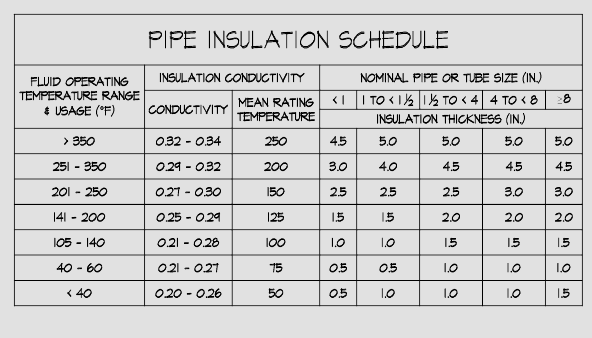 PIPE INSULATION SCHEDULE
FLUID OPERATING TEMPERATURE RANGE & USAGE (°F) INSULATION CONDUCTIVITY NOMINAL PIPE OR TUBE SIZE (IN.)
CONDUCTIVITY MEAN RATING TEMPERATURE < 1 1 TO < 1 ½ 1 ½ TO < 4 4 TO < 8 ≥8
INSULATION THICKNESS (IN.)
> 350 0.32 - 0.34 250 4.5 5.0 5.0 5.0 5.0
251 - 350 0.29 - 0.32 200 3.0 4.0 4.5 4.5 4.5
201 - 250 0.27 - 0.30 150 2.5 2.5 2.5 3.0 3.0
141 - 200 0.25 - 0.29 125 1.5 1.5 2.0 2.0 2.0
105 - 140 0.21 - 0.28 100 1.0 1.0 1.5 1.5 1.5
40 - 60 0.21 - 0.27 75 0.5 0.5 1.0 1.0 1.0
< 40 0.20 - 0.26 50 0.5 1.0 1.0 1.0 1.5